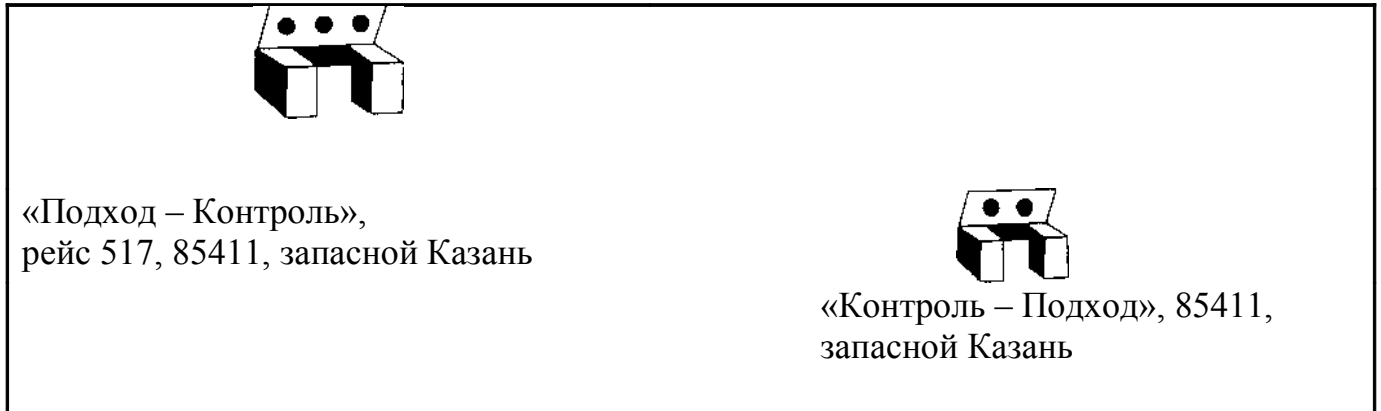 «Подход – Контроль»,
рейс 517, 85411, запасной Казань
«Контроль – Подход», 85411,
запасной Казань